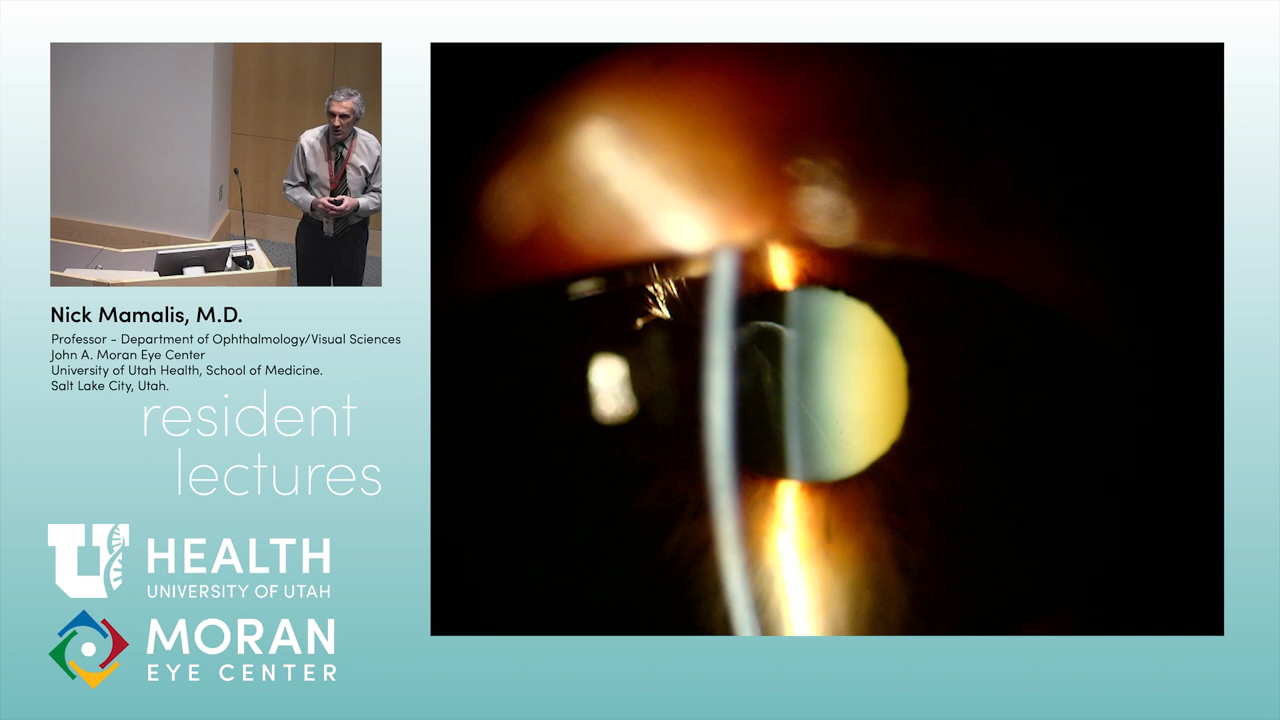 Nick Mamalis, M.D.
Professor - Department of Ophthalmology/Visual Sciences
John A. Moran Eye Center
University of Utah Health, School of Medicine.
Salt Lake City, Utah.
resident
lectures
U HEALTH
UNIVERSITY OF UTAH
MORAN
EYE CENTER